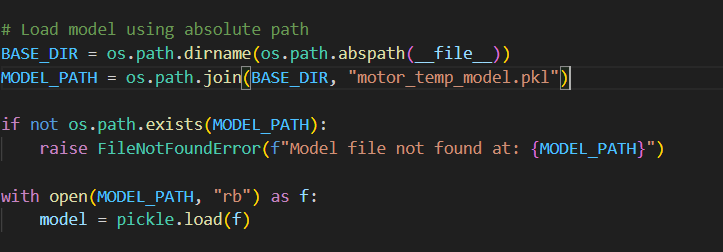 # Load model using absolute path
BASE_DIR = os.path.dirname(os.path.abspath(__file__))
MODEL_PATH = os.path.join(BASE_DIR, "motor_temp_model.pkl")
if not os.path.exists(MODEL_PATH):
    raise FileNotFoundError(f"Model file not found at: {MODEL_PATH}")
with open(MODEL_PATH, "rb") as f:
    model = pickle.load(f)